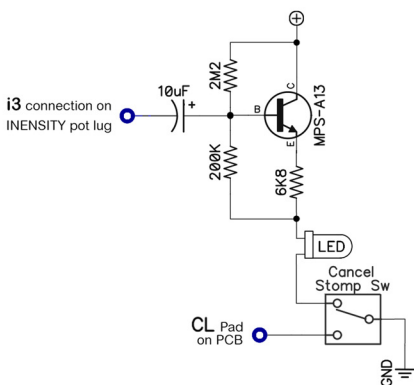 2M2
10uF
+
i3 connection on
INENSITY pot lug
C
B
E
MPS-A13
200K
6K8
LED
Cancel
Stomp Sw
CL Pad
on PCB
GND